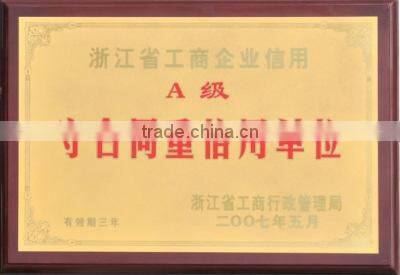 浙江省工商企业信用
A 级
守合同重信用单位
trade.china.cn
浙江省工商行政管理局
有效期三年
二〇〇七年五月